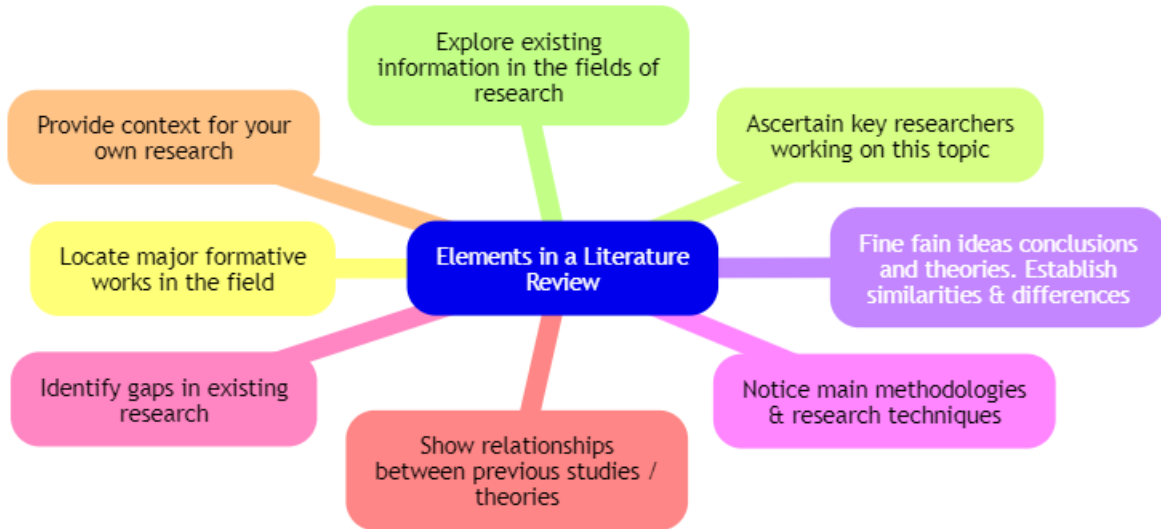 Explore existing
information in the fields of
research
Provide context for your
own research
Ascertain key researchers
working on this topic
Locate major formative
works in the field
Elements in a Literature
Review
Fine fain ideas conclusions
and theories. Establish
similarities & differences
Identify gaps in existing
research
Notice main methodologies
& research techniques
Show relationships
between previous studies /
theories